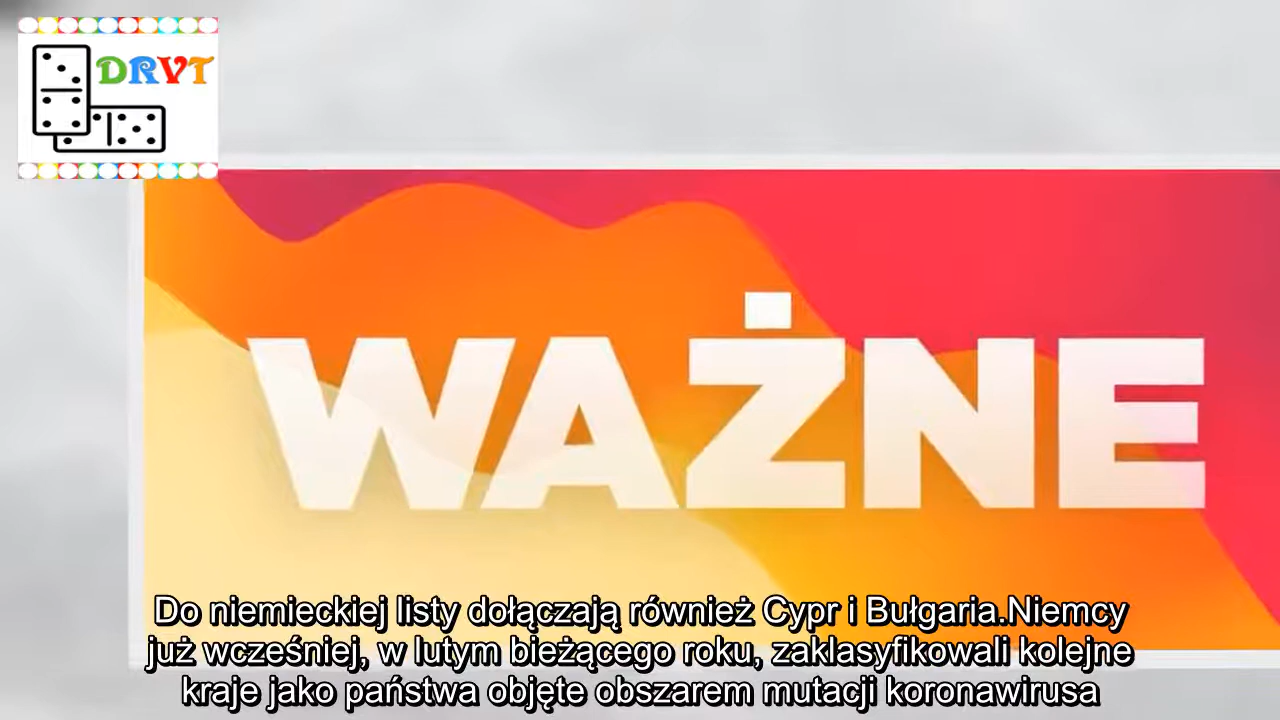 DRVT
WAŻNE
Do niemieckiej listy dołączają również Cypr i Bułgaria.Niemcy
już wcześniej, w lutym bieżącego roku, zaklasyfikowali kolejne
kraje jako państwa objęte obszarem mutacji koronawirusa